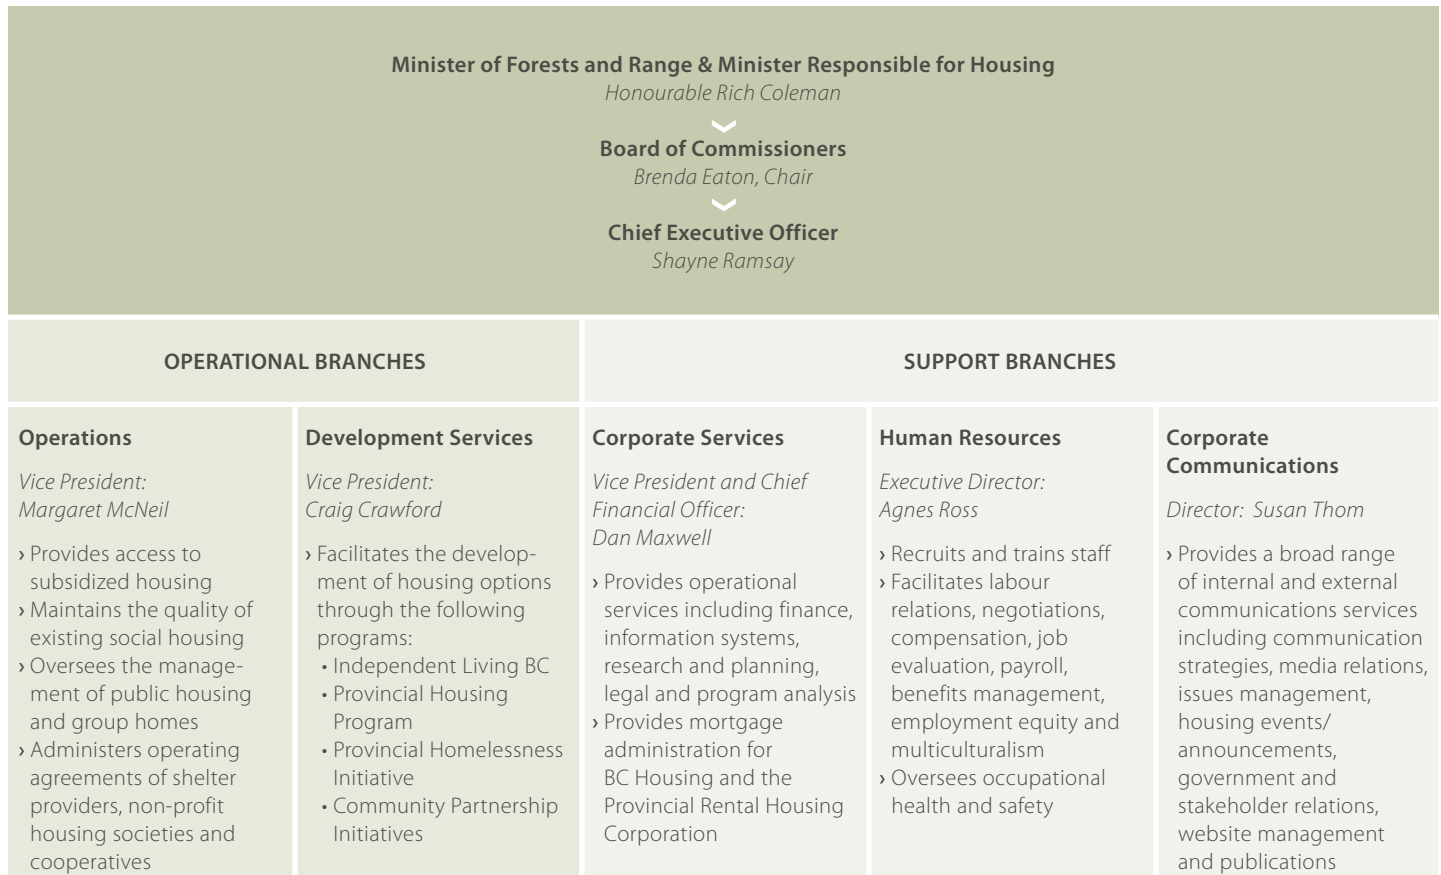 Minister of Forests and Range & Minister Responsible for Housing
Honourable Rich Coleman
Board of Commissioners
Brenda Eaton, Chair
Chief Executive Officer
Shayne Ramsay
OPERATIONAL BRANCHES
SUPPORT BRANCHES
Operations
Vice President:
Margaret McNeil
› Provides access to
subsidized housing
› Maintains the quality of
existing social housing
› Oversees the manage-
ment of public housing
and group homes
› Administers operating
agreements of shelter
providers, non-profit
housing societies and
cooperatives
Development Services
Vice President:
Craig Crawford
› Facilitates the develop-
ment of housing options
through the following
programs:
• Independent Living BC
• Provincial Housing
Program
• Provincial Homelessness
Initiative
• Community Partnership
Initiatives
Corporate Services
Vice President and Chief
Financial Officer:
Dan Maxwell
› Provides operational
services including finance,
information systems,
research and planning,
legal and program analysis
› Provides mortgage
administration for
BC Housing and the
Provincial Rental Housing
Corporation
Human Resources
Executive Director:
Agnes Ross
› Recruits and trains staff
› Facilitates labour
relations, negotiations,
compensation, job
evaluation, payroll,
benefits management,
employment equity and
multiculturalism
› Oversees occupational
health and safety
Corporate
Communications
Director: Susan Thom
› Provides a broad range
of internal and external
communications services
including communication
strategies, media relations,
issues management,
housing events/
announcements,
government and
stakeholder relations,
website management
and publications